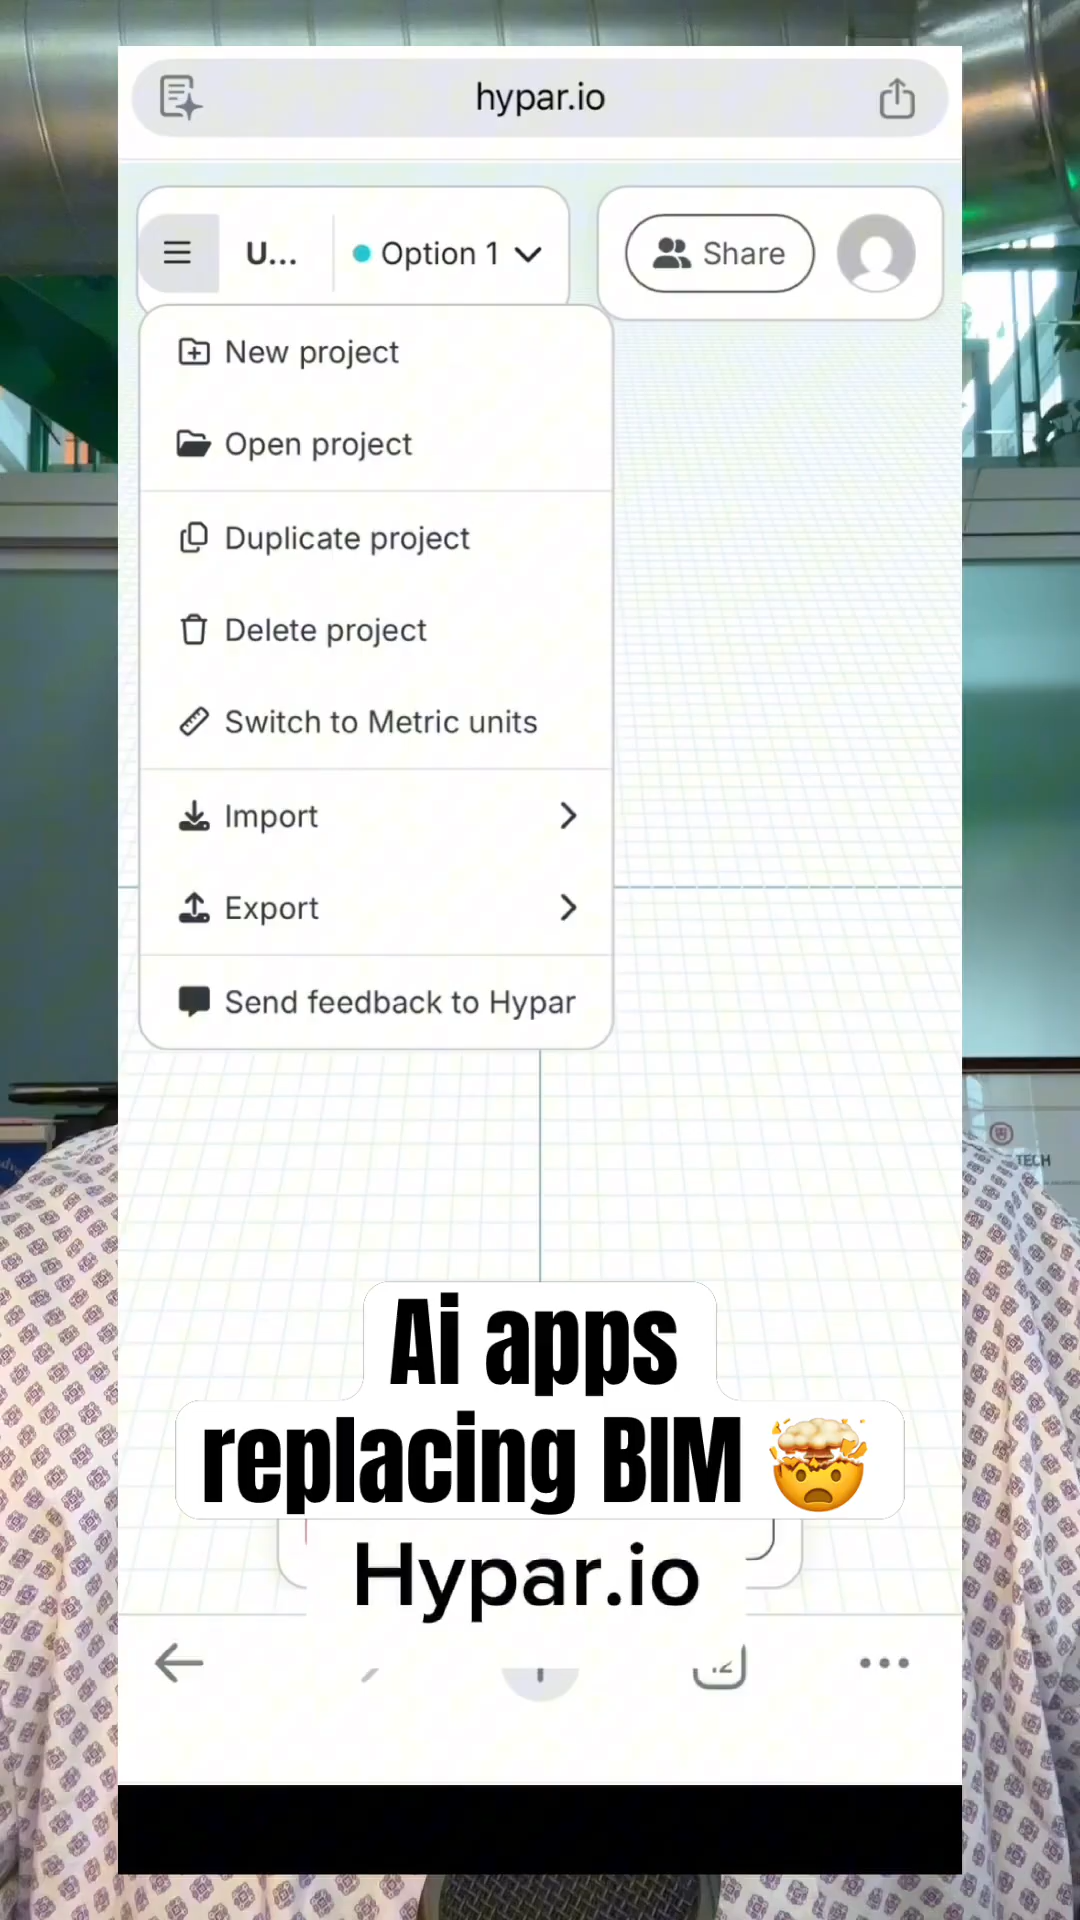 hypar.io
U...
Option 1
Share
New project
Open project
Duplicate project
Delete project
Switch to Metric units
Import
Export
Send feedback to Hypar
TECH
Ai apps
replacing BIM 🤯
Hypar.io